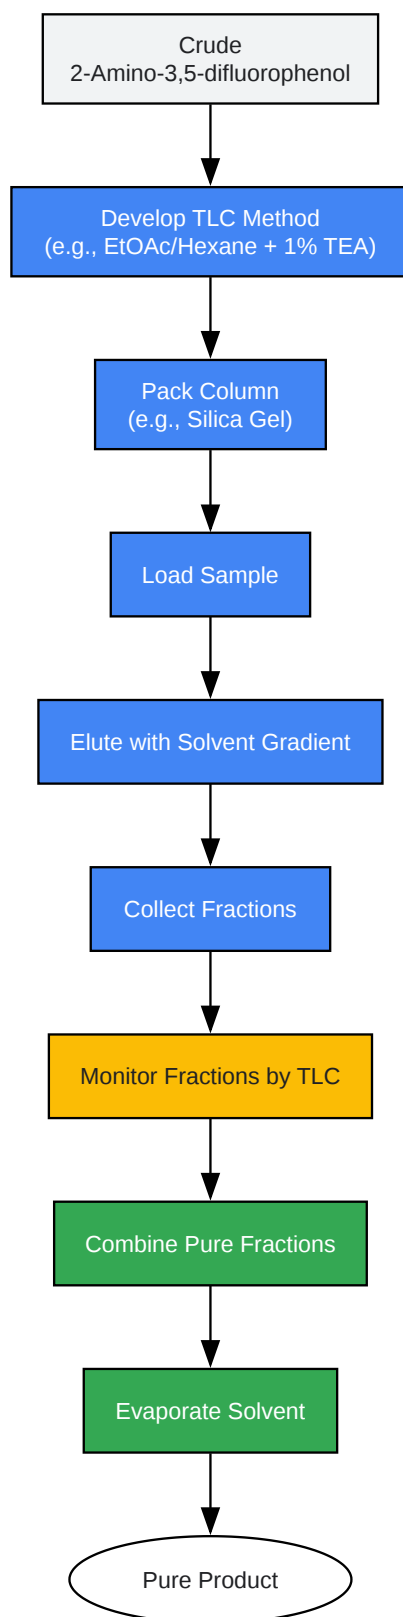 Crude
2-Amino-3,5-difluorophenol
Develop TLC Method
(e.g., EtOAc/Hexane + 1% TEA)
Pack Column
(e.g., Silica Gel)
Load Sample
Elute with Solvent Gradient
Collect Fractions
Monitor Fractions by TLC
Combine Pure Fractions
Evaporate Solvent
Pure Product